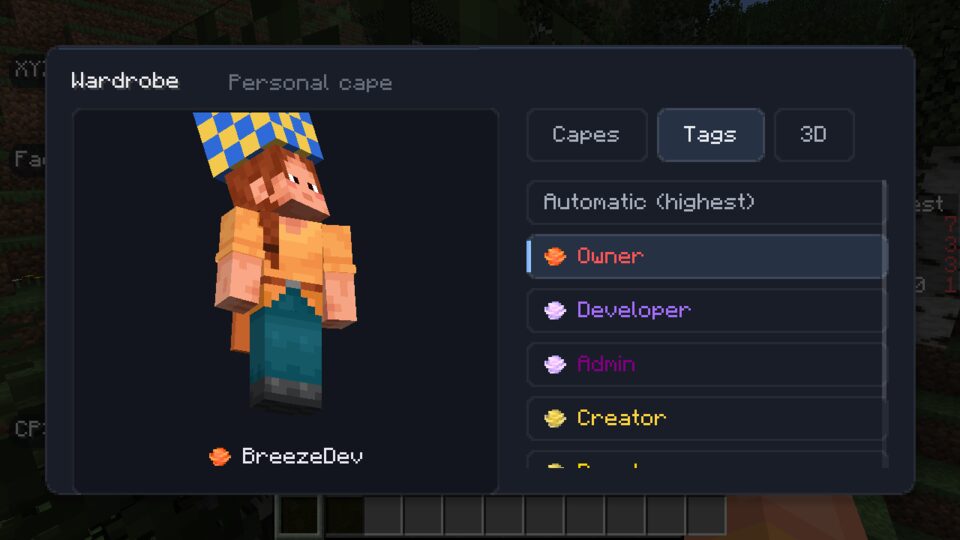 Wardrobe
Personal cape
Capes
Tags
3D
Automatic (highest)
Owner
Developer
Admin
Creator
BreezeDev